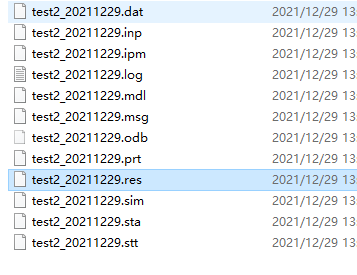 test2_20211229.dat 2021/12/29 13
test2_20211229.inp 2021/12/29 13
test2_20211229.ipm 2021/12/29 13
test2_20211229.log 2021/12/29 13
test2_20211229.mdl 2021/12/29 13
test2_20211229.msg 2021/12/29 13
test2_20211229.odb 2021/12/29 13
test2_20211229.prt 2021/12/29 13
test2_20211229.res 2021/12/29 13
test2_20211229.sim 2021/12/29 13
test2_20211229.sta 2021/12/29 13
test2_20211229.stt 2021/12/29 13